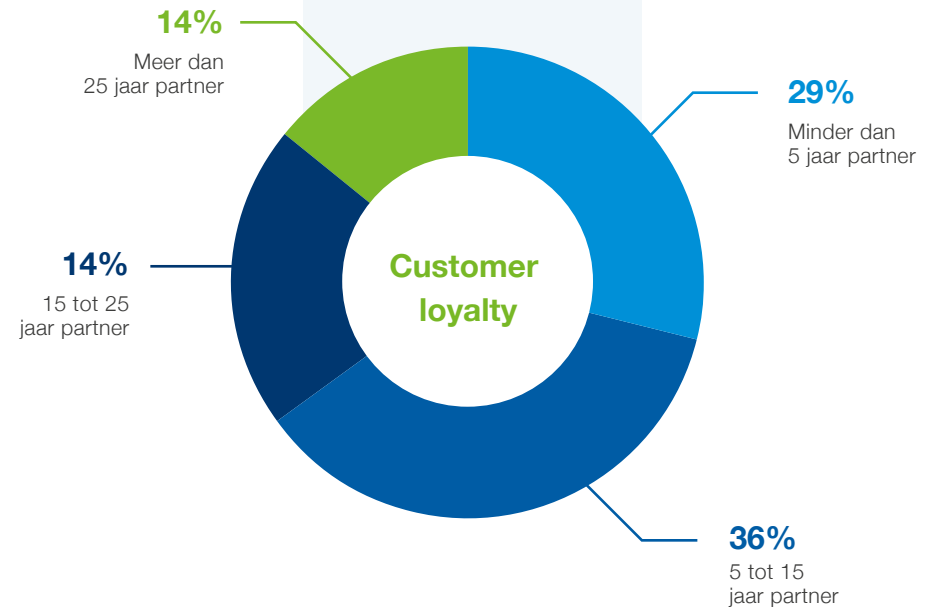 14%
Meer dan
25 jaar partner
29%
Minder dan
5 jaar partner
Customer
loyalty
14%
15 tot 25
jaar partner
36%
5 tot 15
jaar partner